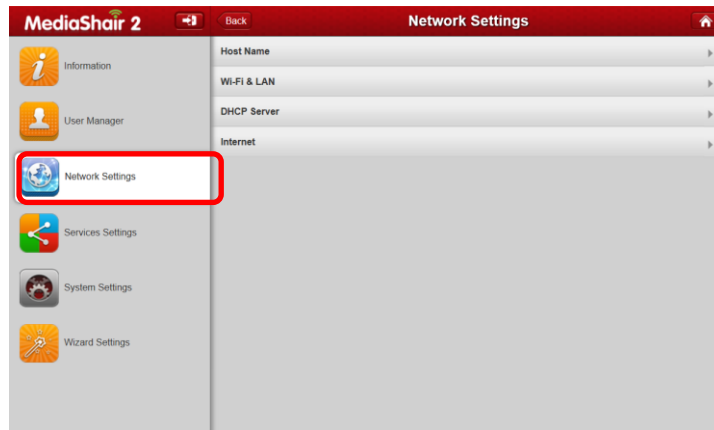 MediaShair 2
Back
Network Settings
Information
User Manager
Network Settings
Services Settings
System Settings
Wizard Settings
Host Name
Wi-Fi & LAN
DHCP Server
Internet